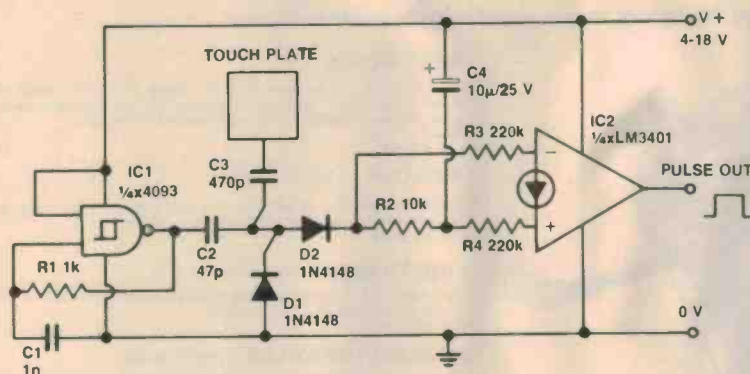 V +
4-18 V
TOUCH PLATE
C4
10µ/25 V
IC2
¼xLM3401
R3 220k
IC1
¼x4093
C3
470p
PULSE OUT
R2 10k
R4 220k
C2
47p
D2
1N4148
R1 1k
D1
1N4148
0 V
C1
1n
+
−
+